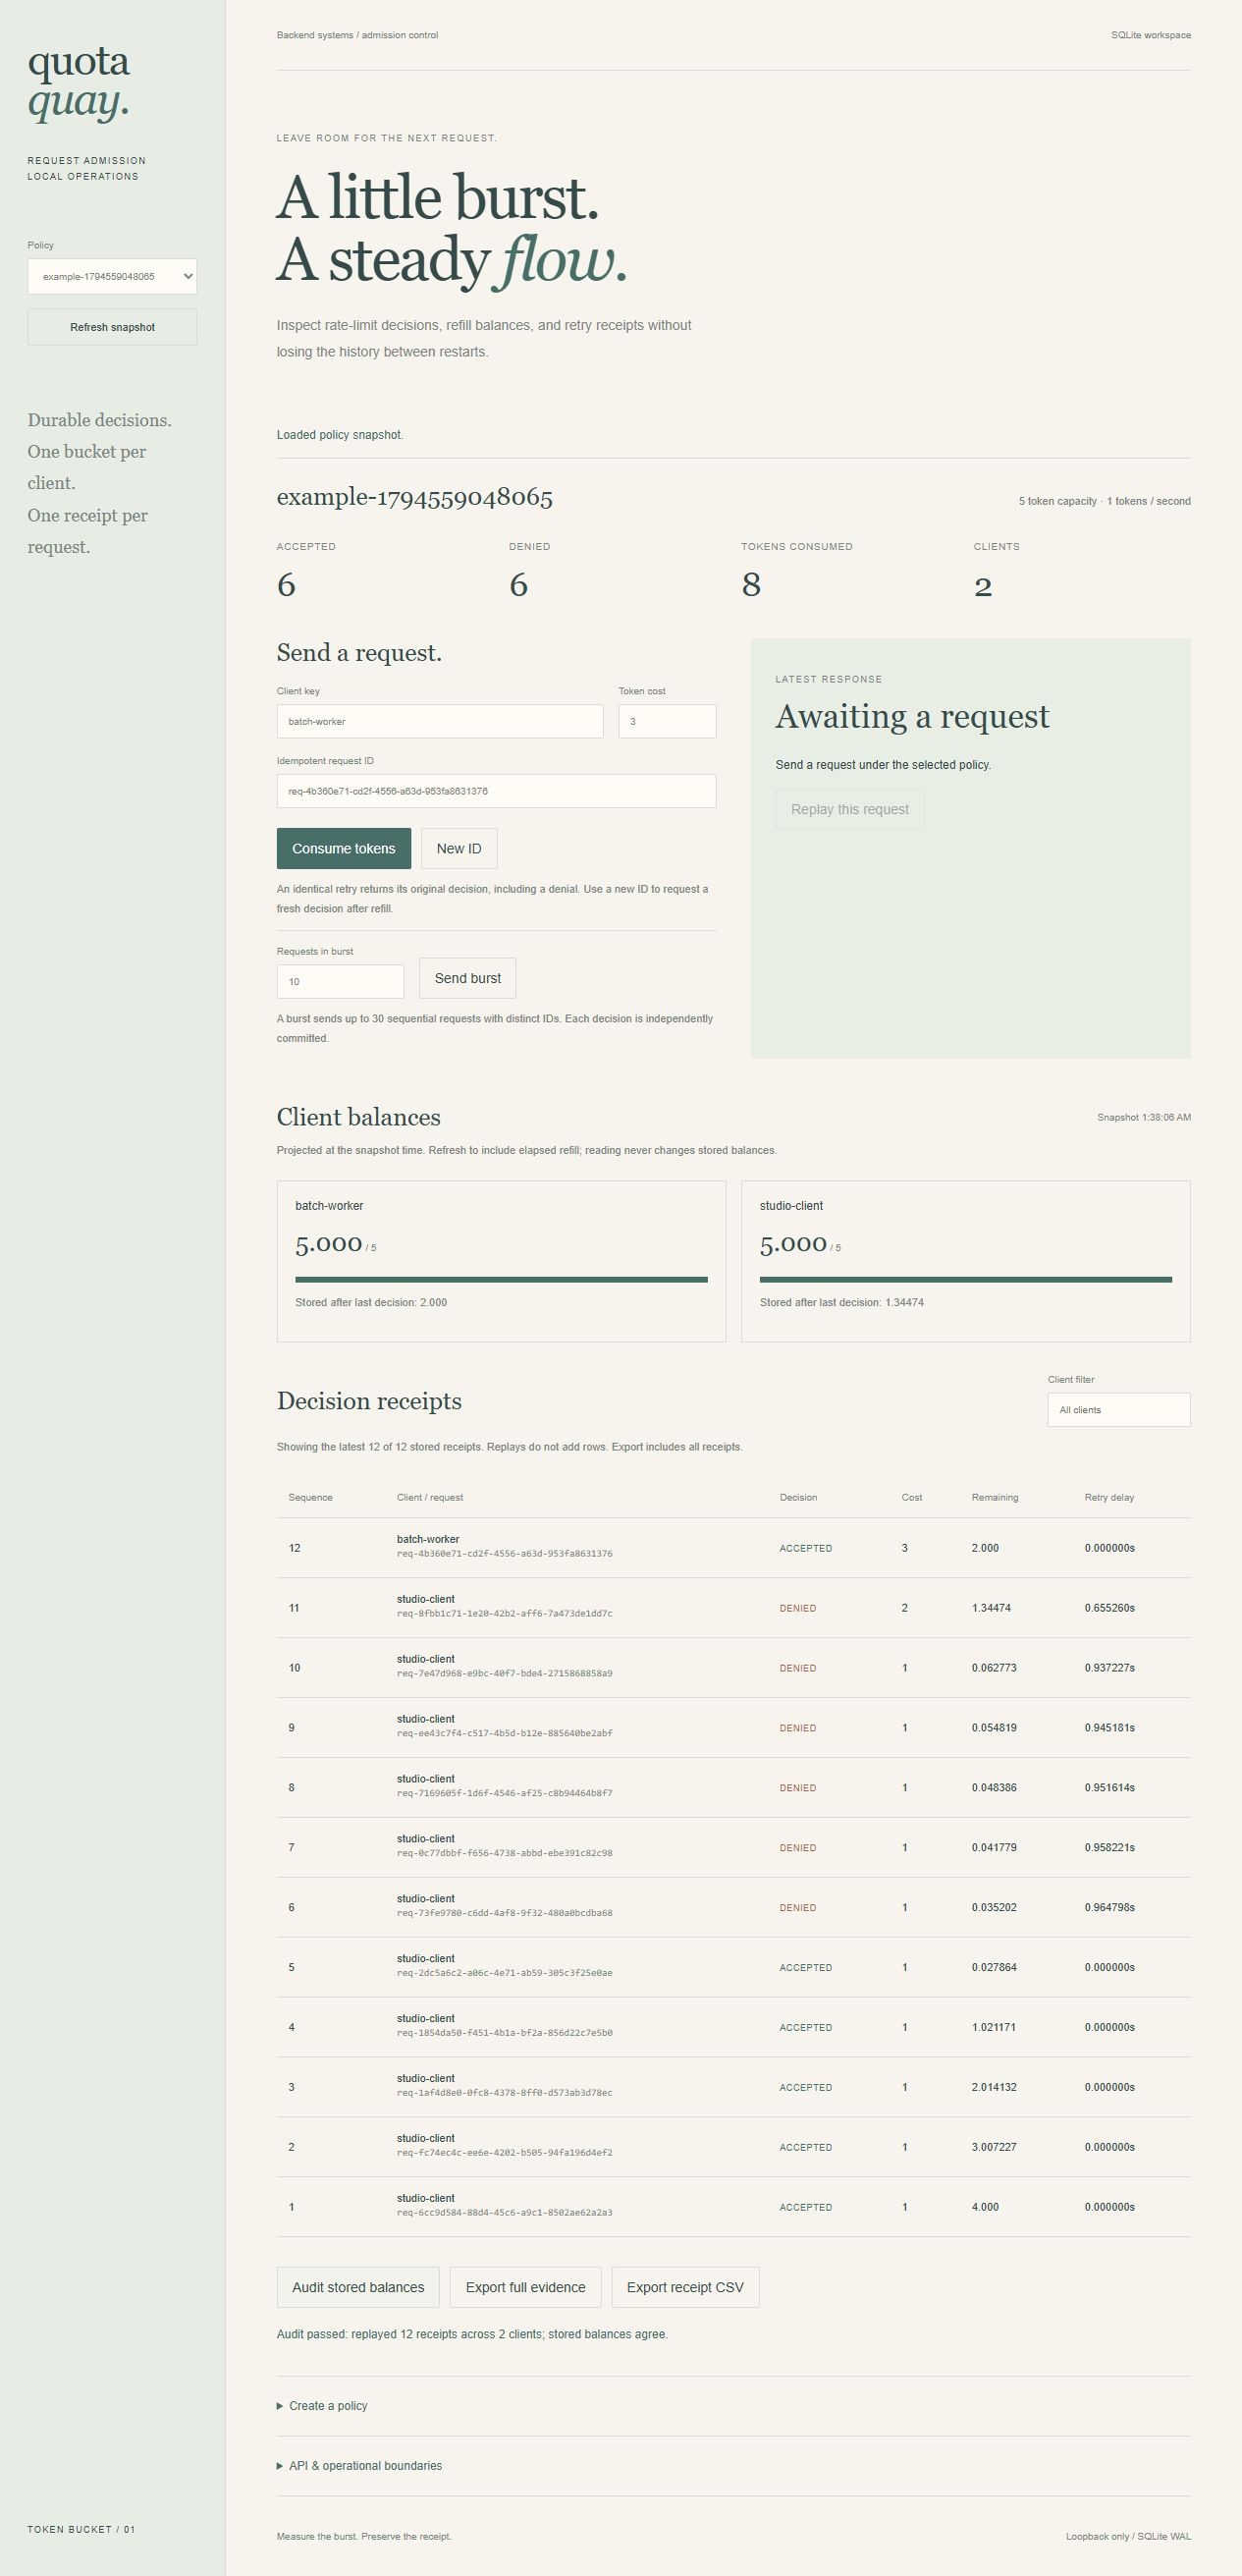 quota
quay.
REQUEST ADMISSION
LOCAL OPERATIONS
Policy
example-1794559048065
Refresh snapshot
Durable decisions.
One bucket per
client.
One receipt per
request.
TOKEN BUCKET / 01
Backend systems / admission control
SQLite workspace
LEAVE ROOM FOR THE NEXT REQUEST.
A little burst.
A steady flow.
Inspect rate-limit decisions, refill balances, and retry receipts without
losing the history between restarts.
Loaded policy snapshot.
example-1794559048065
5 token capacity · 1 tokens / second
ACCEPTED DENIED TOKENS CONSUMED CLIENTS
6 6 8 2
Send a request.
Client key Token cost
batch-worker 3
Idempotent request ID
req-4b360e71-cd2f-4556-a63d-953fa8631376
Consume tokens New ID
An identical retry returns its original decision, including a denial. Use a new ID to request a
fresh decision after refill.
Requests in burst
10 Send burst
A burst sends up to 30 sequential requests with distinct IDs. Each decision is independently
committed.
LATEST RESPONSE
Awaiting a request
Send a request under the selected policy.
Replay this request
Client balances
Snapshot 1:38:06 AM
Projected at the snapshot time. Refresh to include elapsed refill; reading never changes stored balances.
batch-worker
5.000 / 5
Stored after last decision: 2.000
studio-client
5.000 / 5
Stored after last decision: 1.34474
Decision receipts
Client filter
All clients
Showing the latest 12 of 12 stored receipts. Replays do not add rows. Export includes all receipts.
Sequence Client / request Decision Cost Remaining Retry delay
batch-worker
12 req-4b360e71-cd2f-4556-a63d-953fa8631376 ACCEPTED 3 2.000 0.000000s
studio-client
11 req-8fbb1c71-1e20-42b2-aff6-7a473de1dd7c DENIED 2 1.34474 0.655260s
studio-client
10 req-7e47d968-e9bc-40f7-bde4-2715868858a9 DENIED 1 0.062773 0.937227s
studio-client
9 req-ee43c7f4-c517-4b5d-b12e-885640be2abf DENIED 1 0.054819 0.945181s
studio-client
8 req-7169605f-1d6f-4546-af25-c8b94464b8f7 DENIED 1 0.048386 0.951614s
studio-client
7 req-0c77dbbf-f656-4738-abbd-ebe391c82c98 DENIED 1 0.041779 0.958221s
studio-client
6 req-73fe9780-c6dd-4af8-9f32-480a0bcdba68 DENIED 1 0.035202 0.964798s
studio-client
5 req-2dc5a6c2-a06c-4e71-ab59-305c3f25e0ae ACCEPTED 1 0.027864 0.000000s
studio-client
4 req-1854da50-f451-4b1a-bf2a-856d22c7e5b0 ACCEPTED 1 1.021171 0.000000s
studio-client
3 req-1af4d8e0-0fc8-4378-8ff0-d573ab3d78ec ACCEPTED 1 2.014132 0.000000s
studio-client
2 req-fc74ec4c-ee6e-4202-b505-94fa196d4ef2 ACCEPTED 1 3.007227 0.000000s
studio-client
1 req-6cc9d584-88d4-45c6-a9c1-8502ae62a2a3 ACCEPTED 1 4.000 0.000000s
Audit stored balances Export full evidence Export receipt CSV
Audit passed: replayed 12 receipts across 2 clients; stored balances agree.
Create a policy
API & operational boundaries
Measure the burst. Preserve the receipt.
Loopback only / SQLite WAL